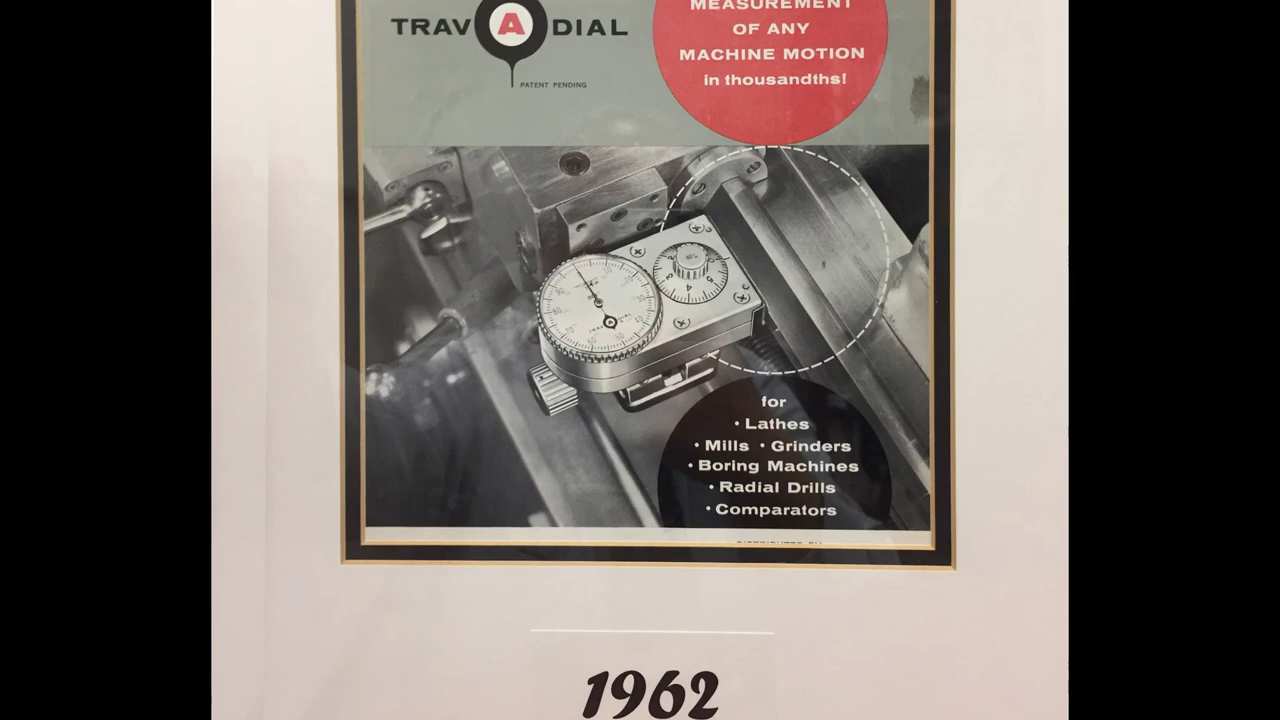 TRAV A DIAL
PATENT PENDING
MEASUREMENT
OF ANY
MACHINE MOTION
in thousandths!
for
• Lathes
• Mills • Grinders
• Boring Machines
• Radial Drills
• Comparators
1962